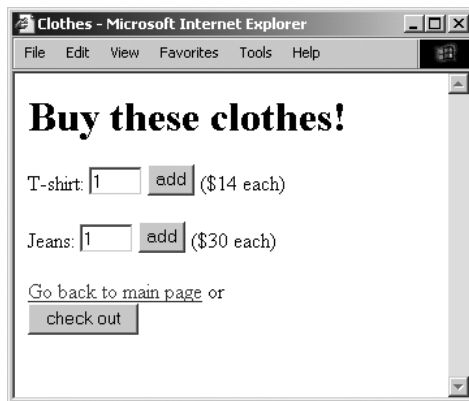 Clothes - Microsoft Internet Explorer
File Edit View Favorites Tools Help
Buy these clothes!
T-shirt: 1 add ($14 each)
Jeans: 1 add ($30 each)
Go back to main page or
check out